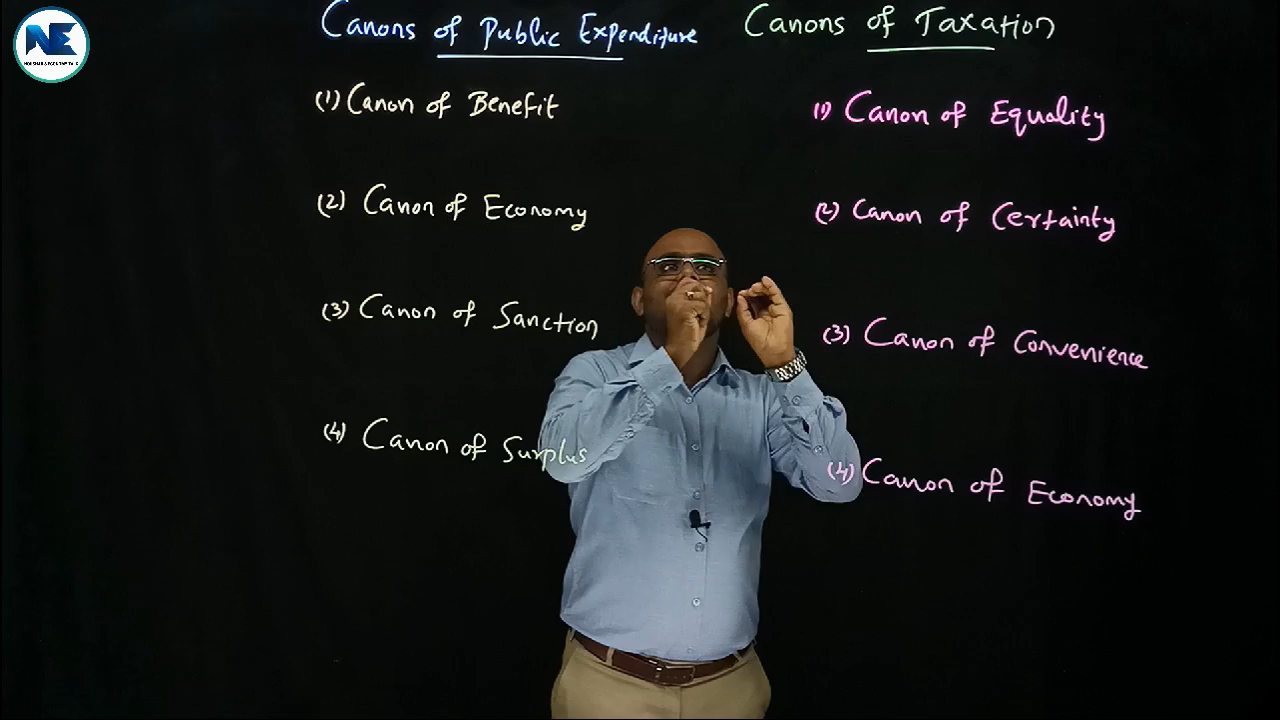 NE
Canons of Public Expenditure
(1) Canon of Benefit
(2) Canon of Economy
(3) Canon of Sanction
(4) Canon of Surplus
Canons of Taxation
(1) Canon of Equality
(2) Canon of Certainty
(3) Canon of Convenience
(4) Canon of Economy